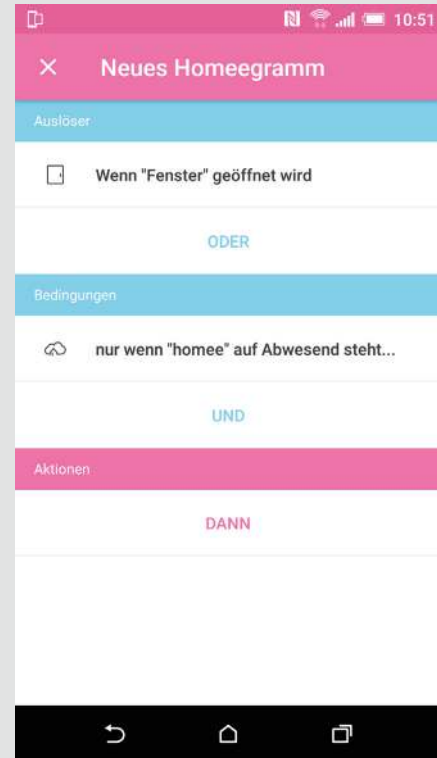 10:51
Neues Homeegramm
Auslöser
Wenn "Fenster" geöffnet wird
ODER
Bedingungen
nur wenn "homee" auf Abwesend steht...
UND
Aktionen
DANN